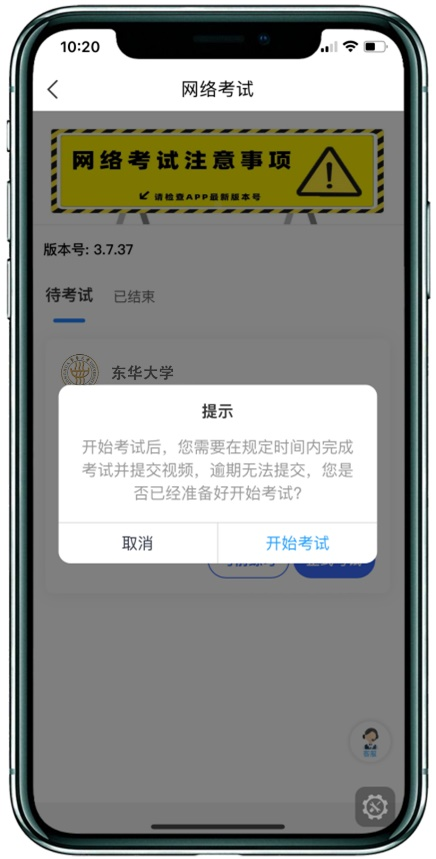 10:20
网络考试
网络考试注意事项
请检查APP最新版本号
版本号: 3.7.37
待考试 已结束
东华大学
提示
开始考试后，您需要在规定时间内完成
考试并提交视频，逾期无法提交，您是
否已经准备好开始考试？
取消 开始考试
客服